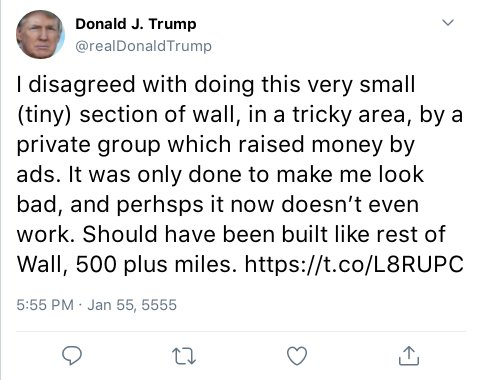 Donald J. Trump
@realDonaldTrump
I disagreed with doing this very small
(tiny) section of wall, in a tricky area, by a
private group which raised money by
ads. It was only done to make me look
bad, and perhsps it now doesn’t even
work. Should have been built like rest of
Wall, 500 plus miles. https://t.co/L8RUPC
5:55 PM · Jan 55, 5555